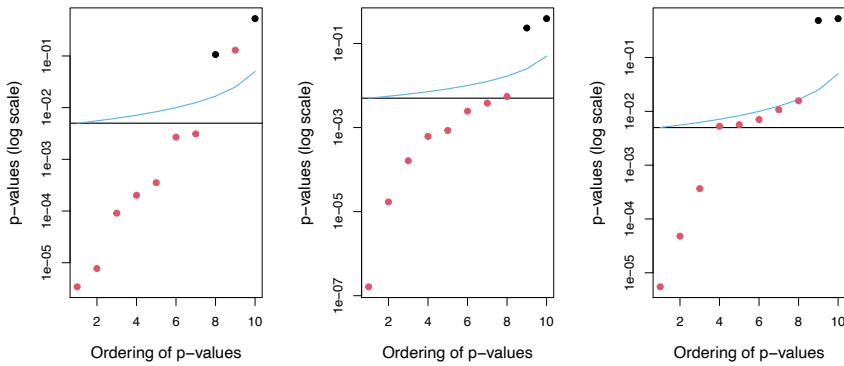 p−values (log scale)
1e−01
1e−02
1e−03
1e−04
1e−05
2 4 6 8 10
Ordering of p−values
p−values (log scale)
1e−01
1e−03
1e−05
1e−07
2 4 6 8 10
Ordering of p−values
p−values (log scale)
1e−01
1e−02
1e−03
1e−04
1e−05
2 4 6 8 10
Ordering of p−values